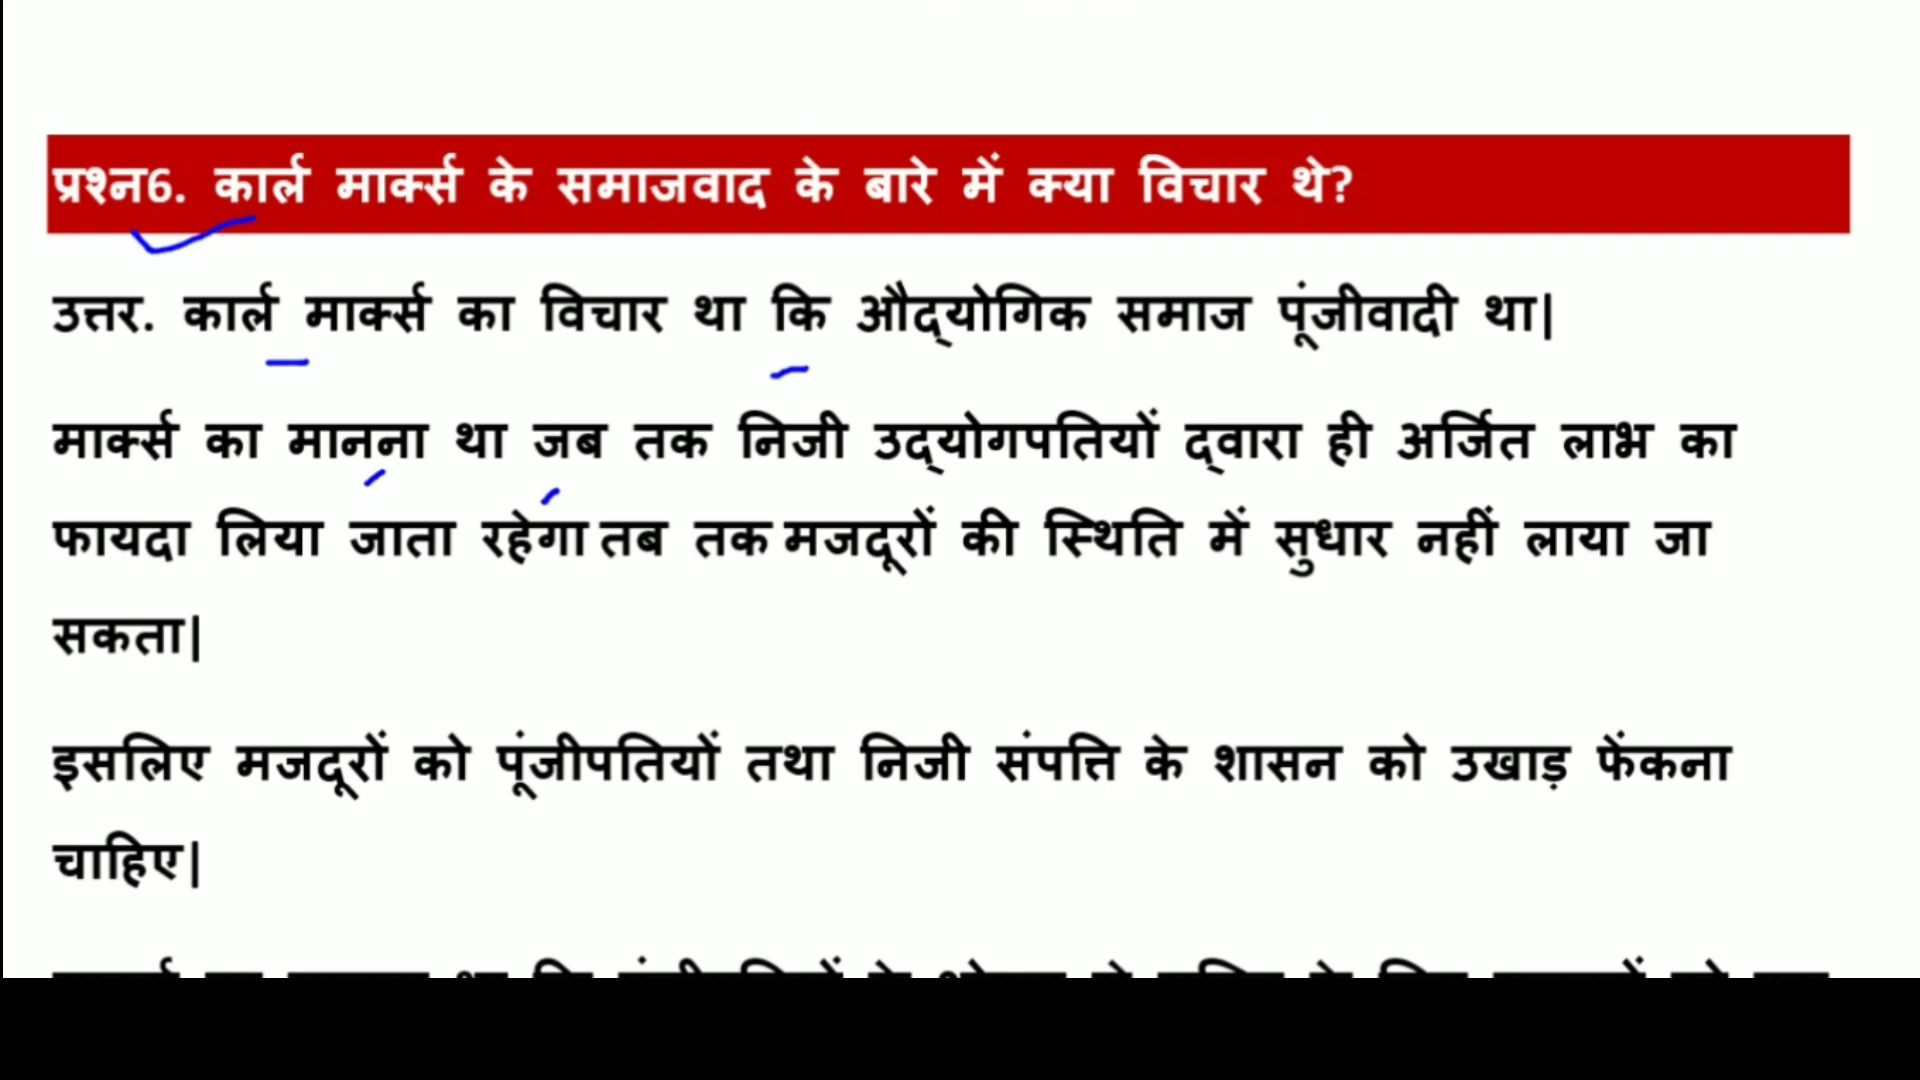 प्रश्न6. कार्ल मार्क्स के समाजवाद के बारे में क्या विचार थे?
उत्तर. कार्ल मार्क्स का विचार था कि औद्योगिक समाज पूंजीवादी था|
मार्क्स का मानना था जब तक निजी उद्योगपतियों द्वारा ही अर्जित लाभ का
फायदा लिया जाता रहेगा तब तक मजदूरों की स्थिति में सुधार नहीं लाया जा
सकता|
इसलिए मजदूरों को पूंजीपतियों तथा निजी संपत्ति के शासन को उखाड़ फेंकना
चाहिए|